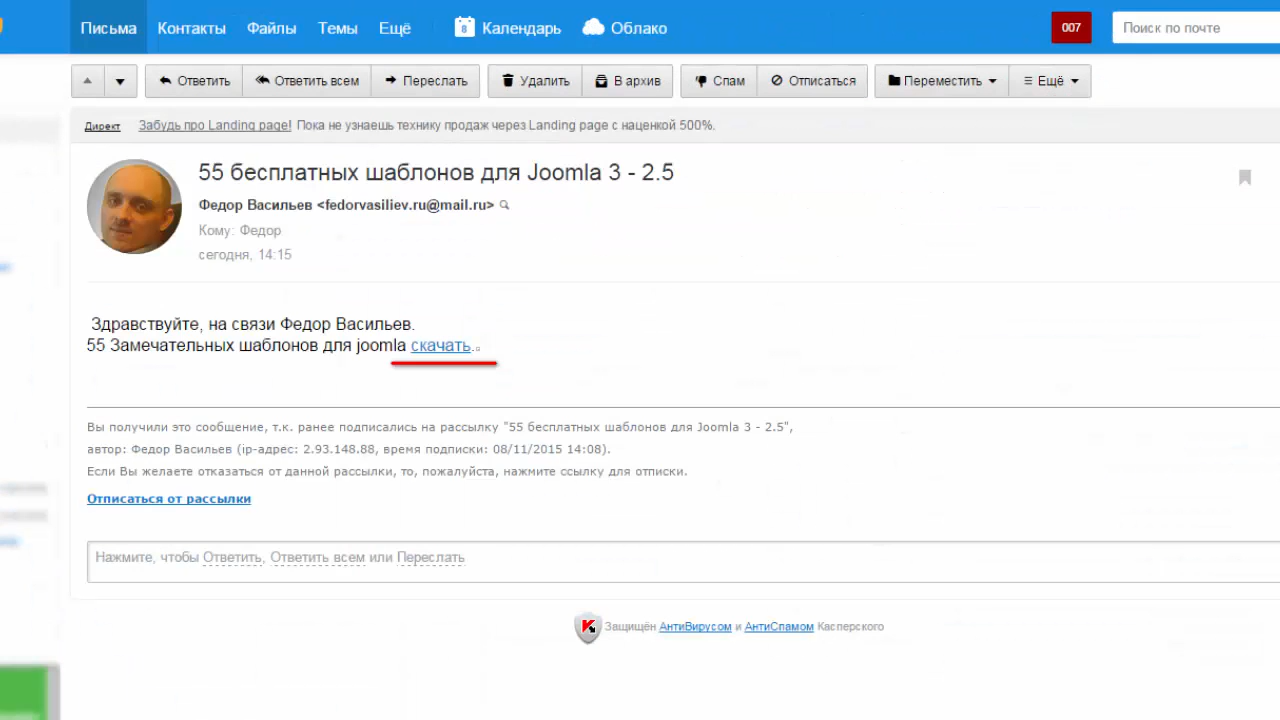 Письма Контакты Файлы Темы Ещё 8 Календарь Облако 007 Поиск по почте
Ответить Ответить всем Переслать Удалить В архив Спам Отписаться Переместить Ещё
Директ Забудь про Landing page! Пока не узнаешь технику продаж через Landing page с наценкой 500%.
55 бесплатных шаблонов для Joomla 3 - 2.5
Федор Васильев <fedorvasiliev.ru@mail.ru>
Кому: Федор
сегодня, 14:15
Здравствуйте, на связи Федор Васильев.
55 Замечательных шаблонов для joomla скачать.
Вы получили это сообщение, т.к. ранее подписались на рассылку "55 бесплатных шаблонов для Joomla 3 - 2.5",
автор: Федор Васильев (ip-адрес: 2.93.148.88, время подписки: 08/11/2015 14:08).
Если Вы желаете отказаться от данной рассылки, то, пожалуйста, нажмите ссылку для отписки.
Отписаться от рассылки
Нажмите, чтобы Ответить, Ответить всем или Переслать
Защищён АнтиВирусом и АнтиСпамом Касперского